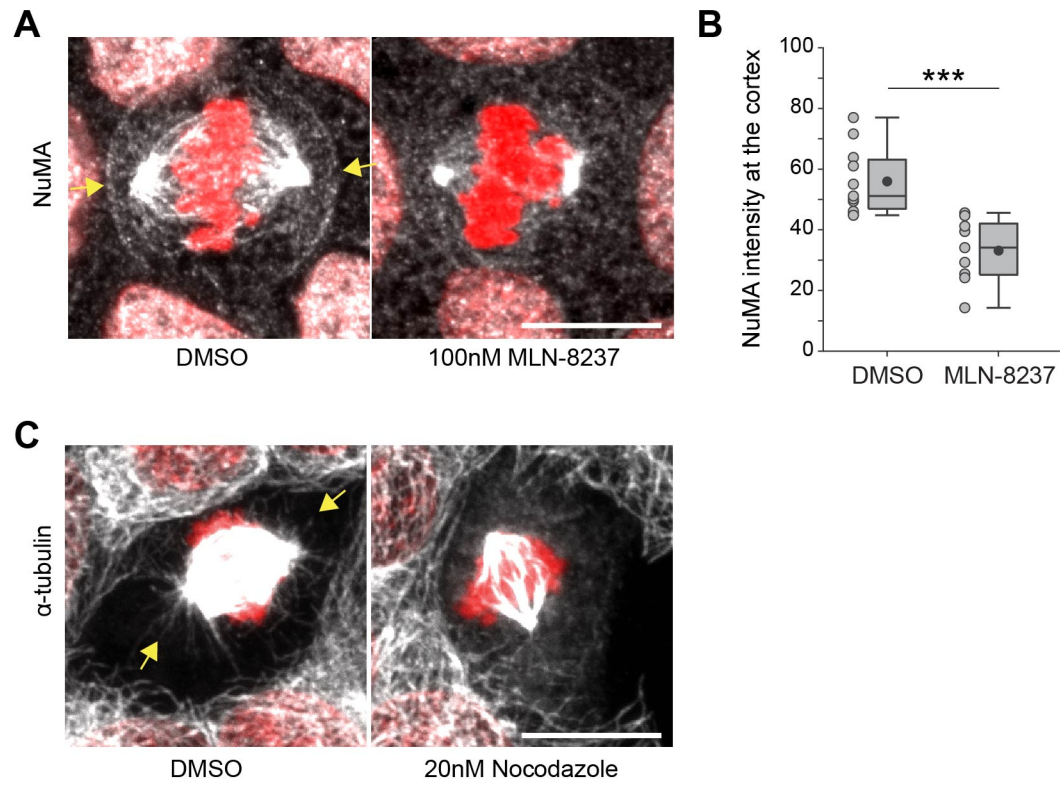 A
NuMA
DMSO
100nM MLN-8237
B
NuMA intensity at the cortex
100
80
60
40
20
0
***
DMSO
MLN-8237
C
α-tubulin
DMSO
20nM Nocodazole